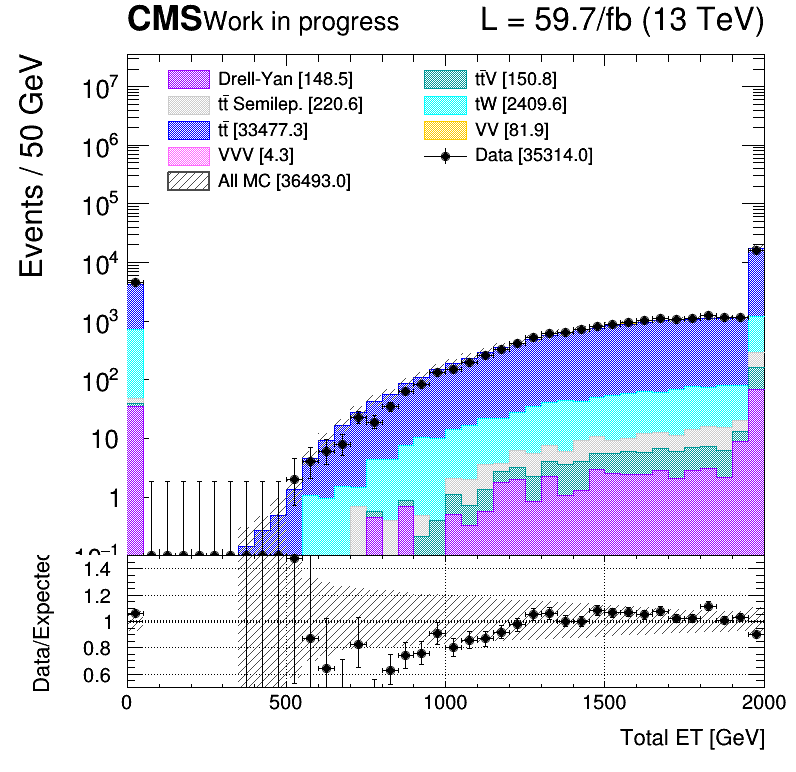 CMS Work in progress L = 59.7/fb (13 TeV)
Events / 50 GeV
10⁷
10⁶
10⁵
10⁴
10³
10²
10
1
10⁻¹
Drell-Yan [148.5]
tt̄ Semilep. [220.6]
tt̄ [33477.3]
VVV [4.3]
All MC [36493.0]
tt̄V [150.8]
tW [2409.6]
VV [81.9]
Data [35314.0]
Data/Expected
1.4
1.2
1
0.8
0.6
0 500 1000 1500 2000
Total ET [GeV]